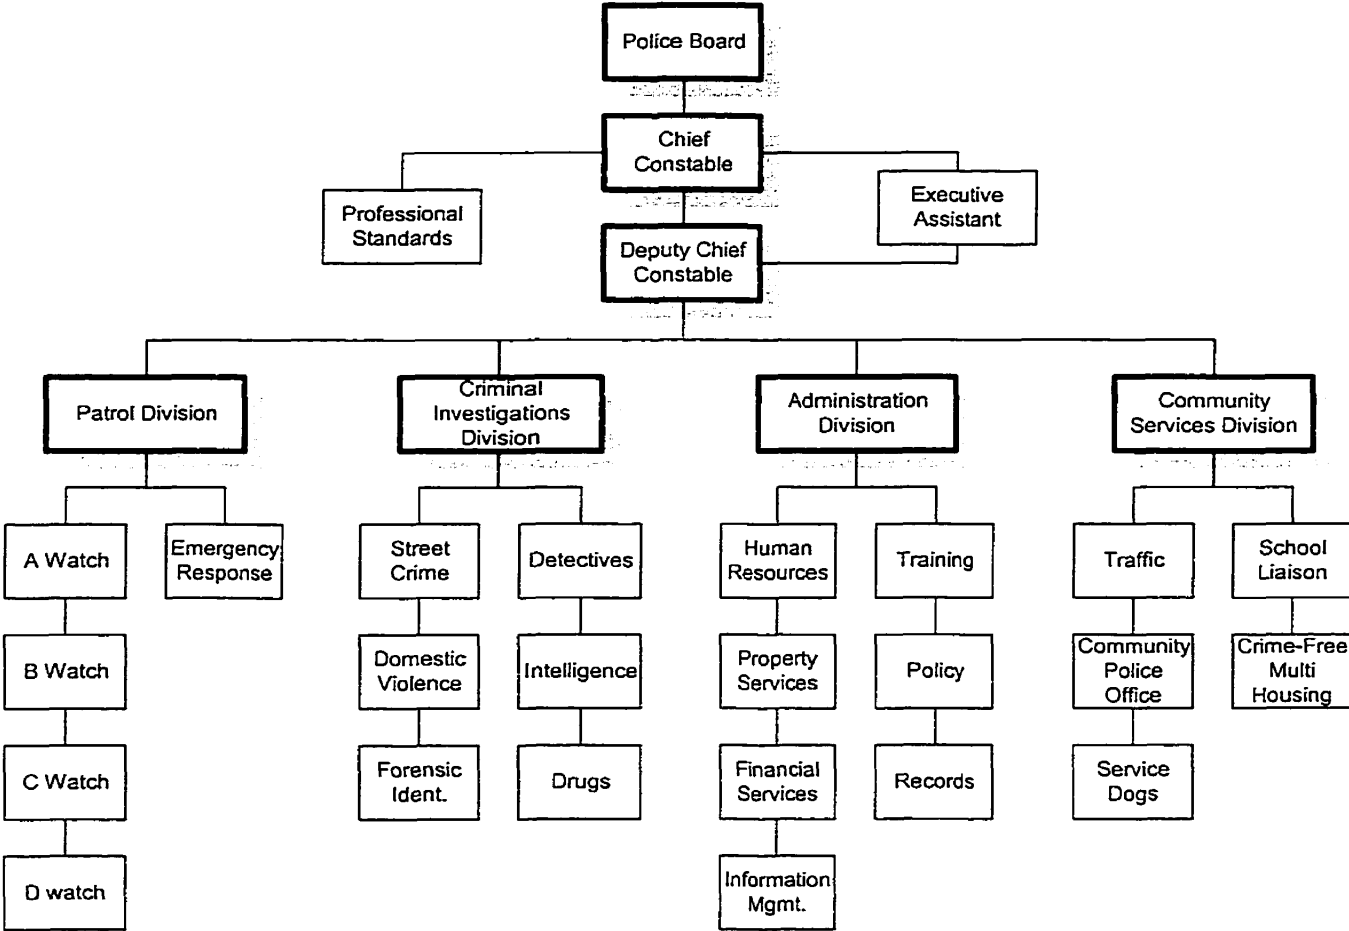 Police Board
Chief
Constable
Professional
Standards
Executive
Assistant
Deputy Chief
Constable
Patrol Division
Criminal
Investigations
Division
Administration
Division
Community
Services Division
A Watch
Emergency
Response
Street
Crime
Detectives
Human
Resources
Training
Traffic
School
Liaison
B Watch
Domestic
Violence
Intelligence
Property
Services
Policy
Community
Police
Office
Crime-Free
Multi
Housing
C Watch
Forensic
Ident.
Drugs
Financial
Services
Records
Service
Dogs
D watch
Information
Mgmt.